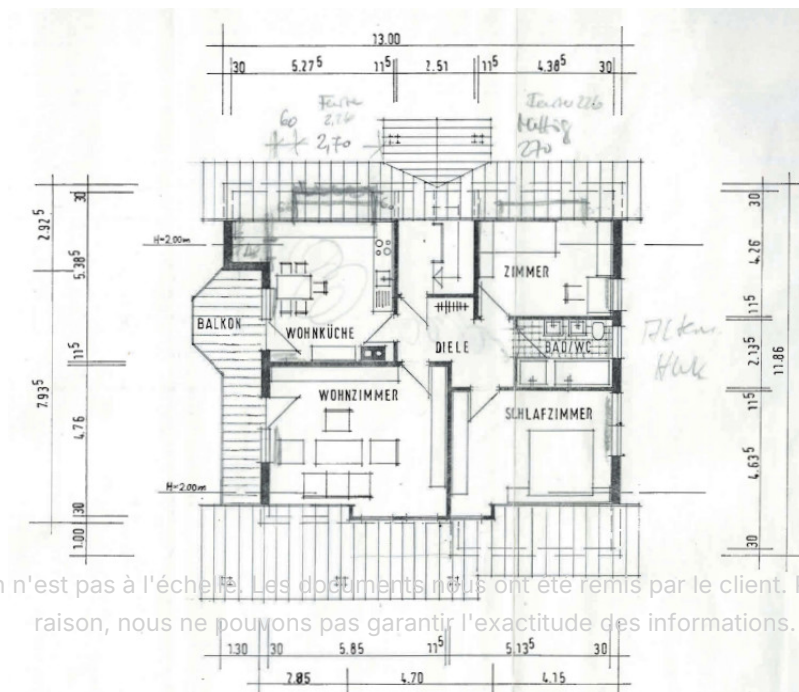 13.00
30 5.27⁵ 11⁵ 2.51 11⁵ 4.38⁵ 30
60 2,70
270
2.92⁵
7.93⁵
30
5.38⁵
11⁵
4.76
30
1.00
H=2.00m
ZIMMER
BALKON
WOHNKÜCHE
DIELE
BAD/WC
WOHNZIMMER
SCHLAFZIMMER
H=2.00m
30
4.26
11⁵
2.13⁵
11⁵
4.63⁵
30
11.86
n n'est pas à l'échelle. Les documents nous ont été remis par le client.
raison, nous ne pouvons pas garantir l'exactitude des informations.
1.30 30 5.85 11⁵ 5.13⁵ 30
2.85 4.70 4.15